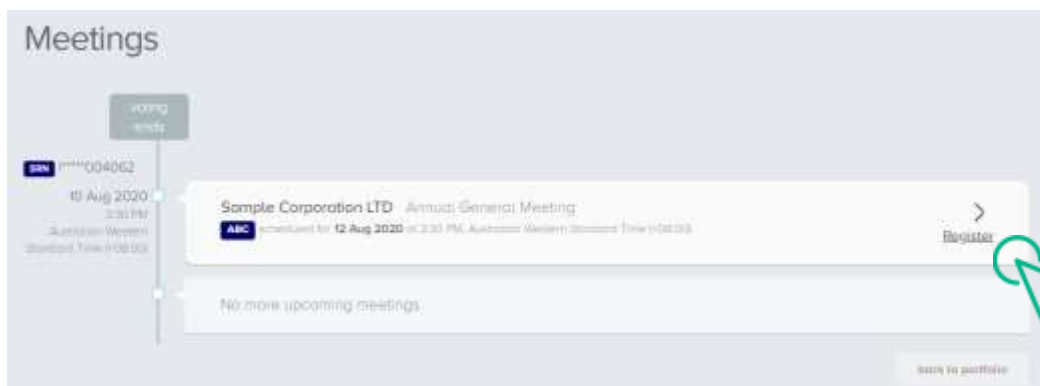 Meetings
voting
ends
SRN I*****004062
10 Aug 2020
2:30 PM
Australian Western
Standard Time (+08:00)
Sample Corporation LTD Annual General Meeting
ABC scheduled for 12 Aug 2020 at 2:30 PM, Australian Western Standard Time (+08:00)
Register
No more upcoming meetings
back to portfolio